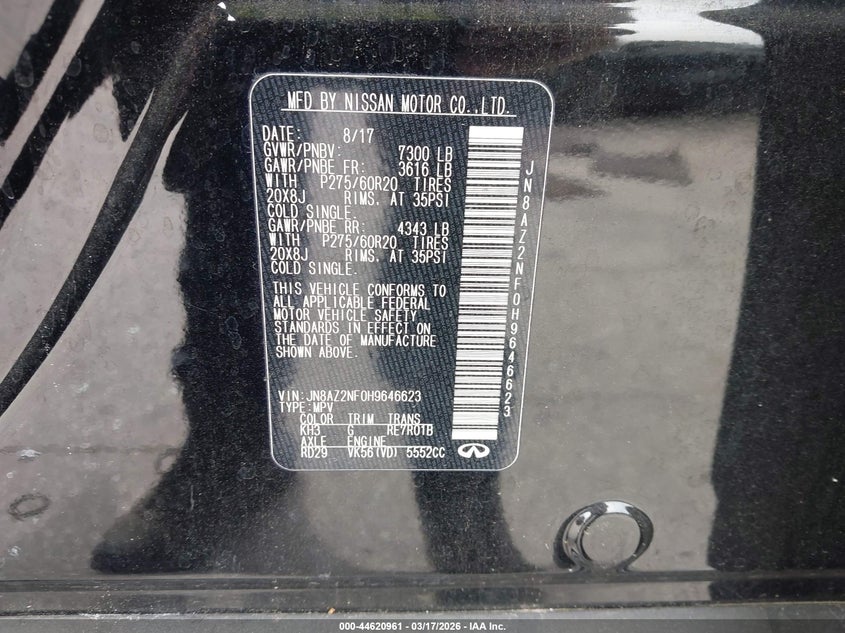 MFD BY NISSAN MOTOR CO.,LTD.
DATE: 8/17
GVWR/PNBV: 7300 LB
GAWR/PNBE FR: 3616 LB
WITH P275/60R20 TIRES
20X8J RIMS. AT 35PSI
COLD SINGLE.
GAWR/PNBE RR: 4343 LB
WITH P275/60R20 TIRES
20X8J RIMS. AT 35PSI
COLD SINGLE.
THIS VEHICLE CONFORMS TO
ALL APPLICABLE FEDERAL
MOTOR VEHICLE SAFETY
STANDARDS IN EFFECT ON
THE DATE OF MANUFACTURE
SHOWN ABOVE.
VIN:JN8AZ2NF0H9646623
TYPE:MPV
COLOR TRIM TRANS
KH3 G RE7R01B
AXLE ENGINE
RD29 VK56(VD) 5552CC
JN8AZ2NF0H9646623
000-44620961 - 03/17/2026 - IAA Inc.